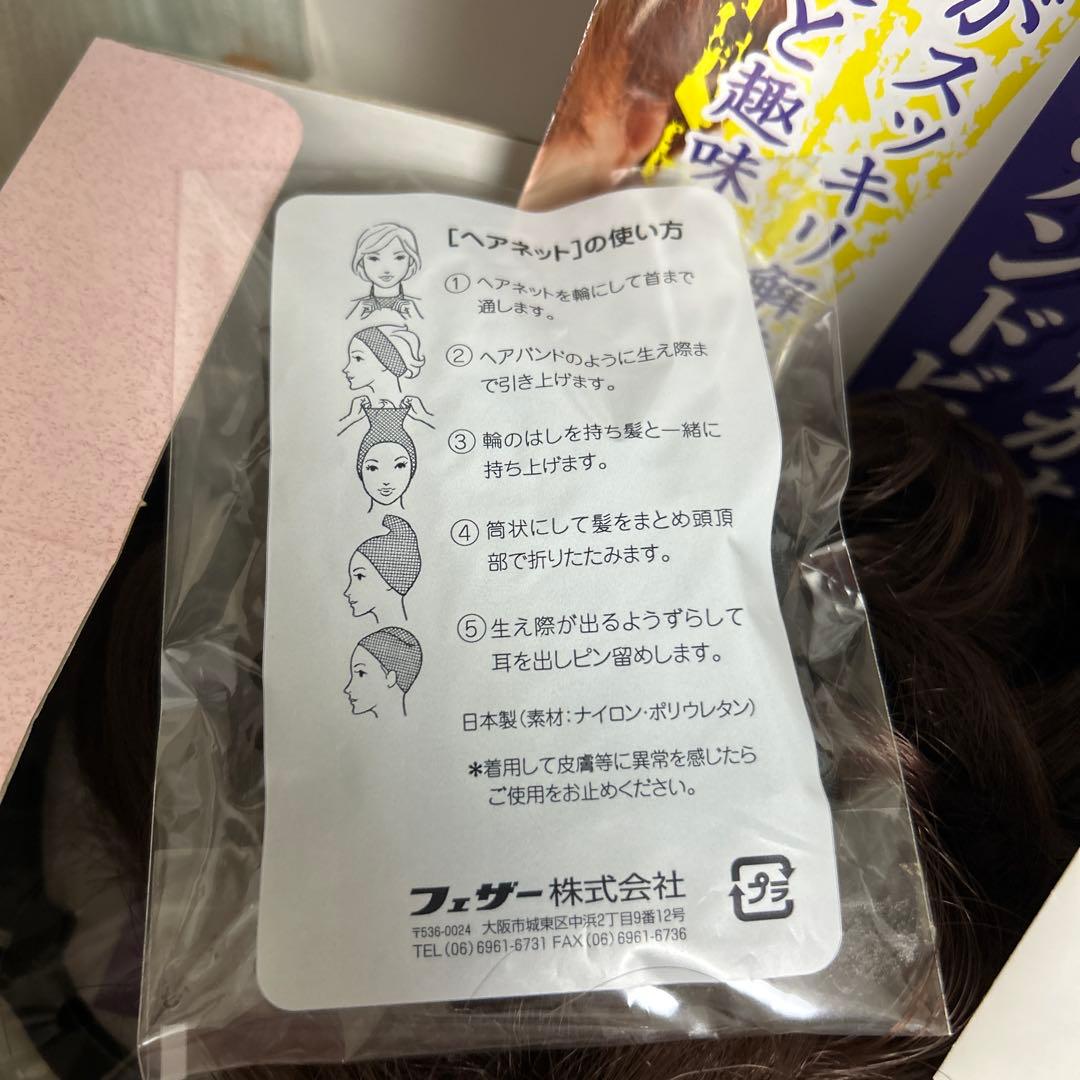 [ヘアネット]の使い方
① ヘアネットを輪にして首まで
通します。
② ヘアバンドのように生え際ま
で引き上げます。
③ 輪のはしを持ち髪と一緒に
持ち上げます。
④ 筒状にして髪をまとめ頭頂
部で折りたたみます。
⑤ 生え際が出るようずらして
耳を出しピン留めします。
日本製(素材:ナイロン・ポリウレタン)
*着用して皮膚等に異常を感じたら
ご使用をお止めください。
フェザー株式会社
〒536-0024 大阪市城東区中浜2丁目9番12号
TEL(06)6961-6731 FAX(06)6961-6736
プラ
がスッキリ解
と趣味
ンド